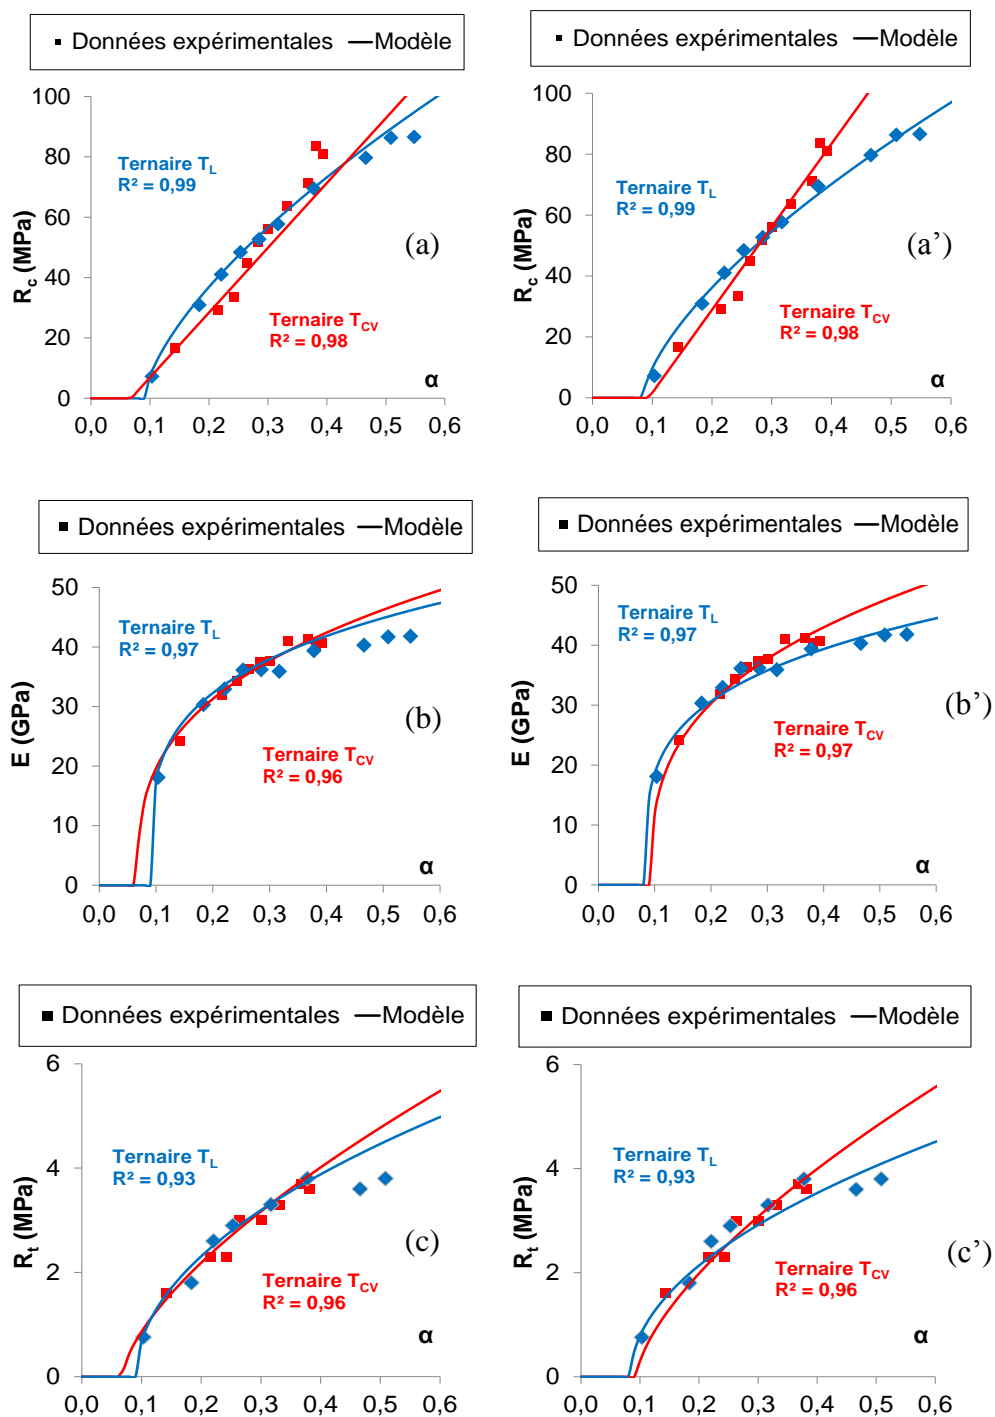 Données expérimentales Modèle
100
80
60
40
20
0
0,0 0,1 0,2 0,3 0,4 0,5 0,6
Rc (MPa)
Ternaire TL
R² = 0,99
(a)
Ternaire TCV
R² = 0,98
α
Données expérimentales Modèle
100
80
60
40
20
0
0,0 0,1 0,2 0,3 0,4 0,5 0,6
Rc (MPa)
Ternaire TL
R² = 0,99
(a’)
Ternaire TCV
R² = 0,98
α
Données expérimentales Modèle
50
40
30
20
10
0
0,0 0,1 0,2 0,3 0,4 0,5 0,6
E (GPa)
Ternaire TL
R² = 0,97
(b)
Ternaire TCV
R² = 0,96
α
Données expérimentales Modèle
50
40
30
20
10
0
0,0 0,1 0,2 0,3 0,4 0,5 0,6
E (GPa)
Ternaire TL
R² = 0,97
(b’)
Ternaire TCV
R² = 0,97
α
Données expérimentales Modèle
6
4
2
0
0,0 0,1 0,2 0,3 0,4 0,5 0,6
Rt (MPa)
Ternaire TL
R² = 0,93
(c)
Ternaire TCV
R² = 0,96
α
Données expérimentales Modèle
6
4
2
0
0,0 0,1 0,2 0,3 0,4 0,5 0,6
Rt (MPa)
Ternaire TL
R² = 0,93
(c’)
Ternaire TCV
R² = 0,96
α